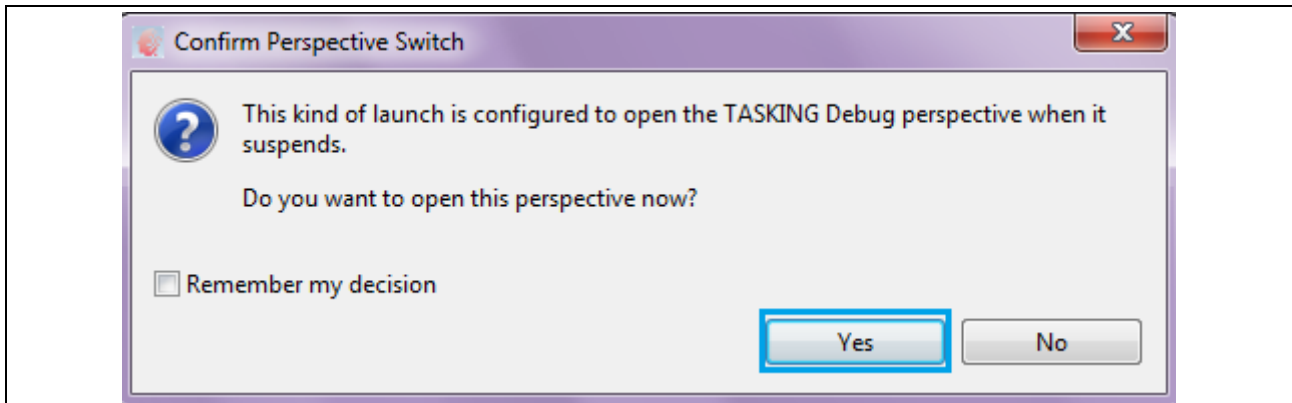 Confirm Perspective Switch
This kind of launch is configured to open the TASKING Debug perspective when it
suspends.
Do you want to open this perspective now?
Remember my decision
Yes
No